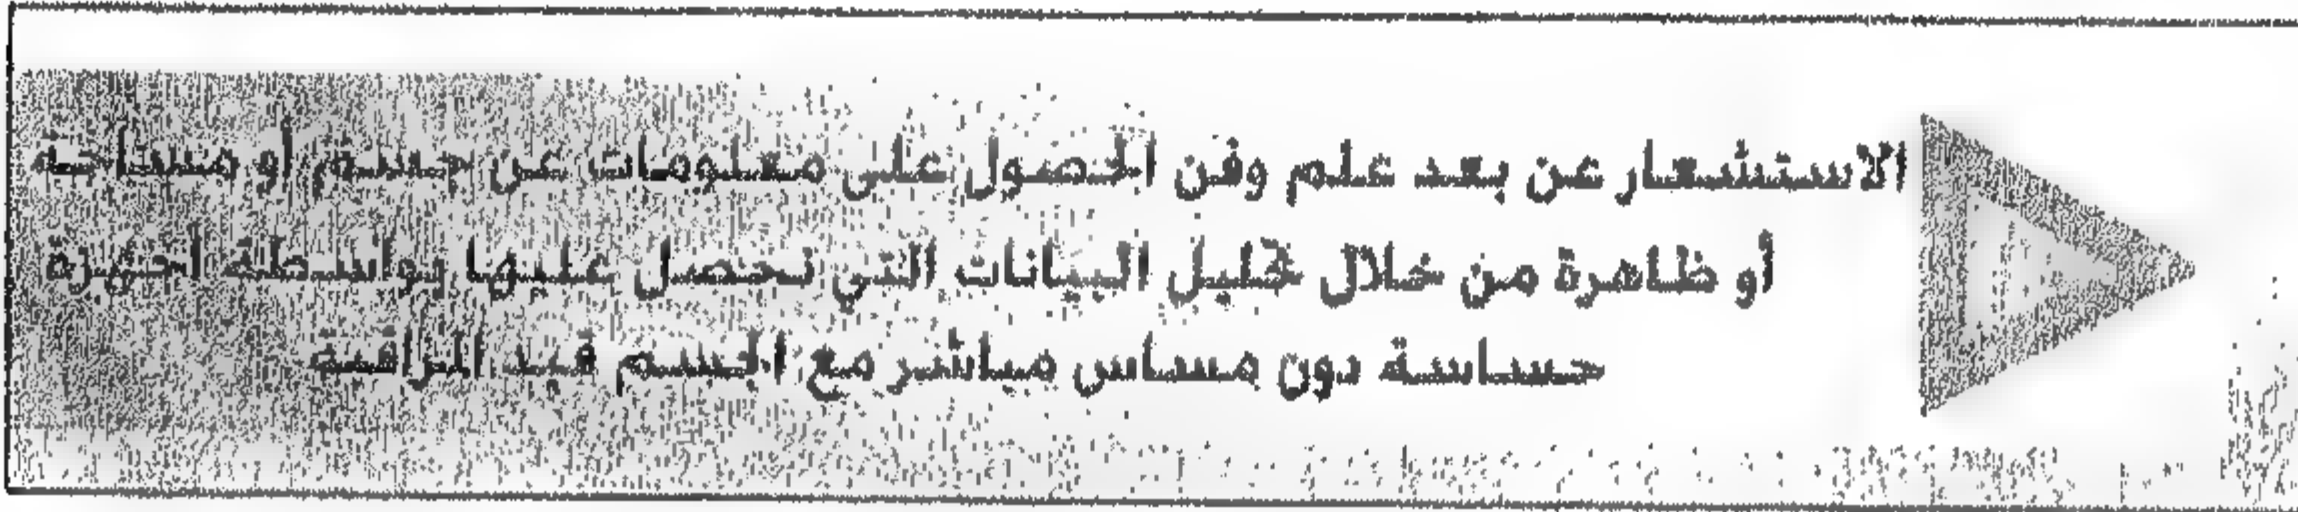 الاستشعار عن بعد علم وفن الحصول على معلومات عن جسم أو مساحة
أو ظاهرة من خلال تحليل البيانات التي نحصل عليها بواسطة اجهزة
حساسة دون مساس مباشر مع الجسم قيد المراقبة